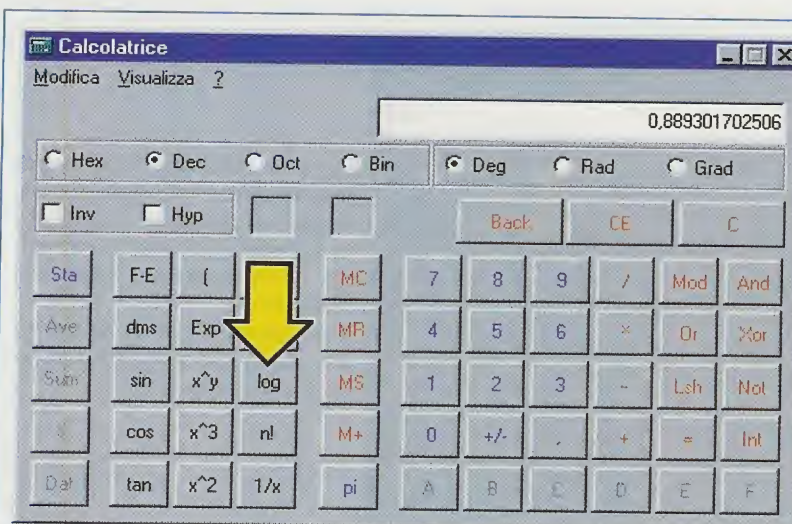 Calcolatrice
Modifica Visualizza ?
0,889301702506
Hex Dec Oct Bin Deg Rad Grad
Inv Hyp Back CE C
Sta F-E ( MC 7 8 9 / Mod And
Ave dms Exp MR 4 5 6 * Or Xor
Sum sin x^y log MS 1 2 3 - Lsh Not
cos x^3 n! M+ 0 +/- , + = Int
Dat tan x^2 1/x pi A B C D E F